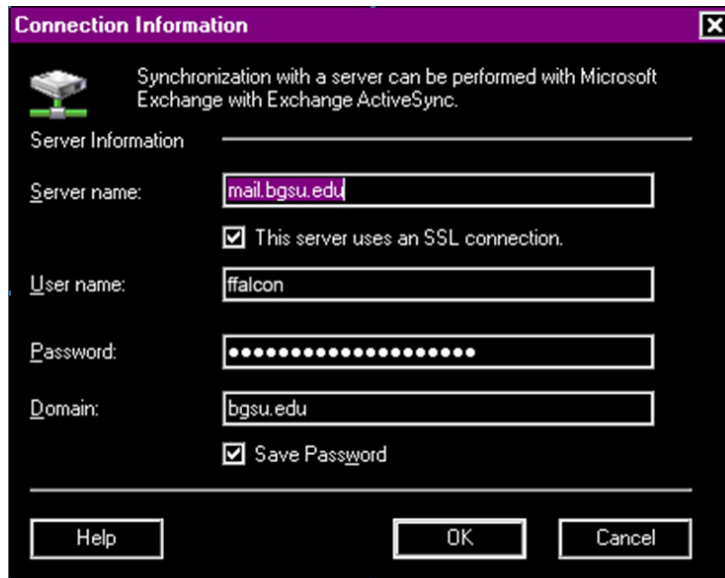 Connection Information
Synchronization with a server can be performed with Microsoft
Exchange with Exchange ActiveSync.
Server Information
Server name:
mail.bgsu.edu
This server uses an SSL connection.
User name:
ffalcon
Password:
●●●●●●●●●●●●●●●●●●●●
Domain:
bgsu.edu
Save Password
Help
OK
Cancel